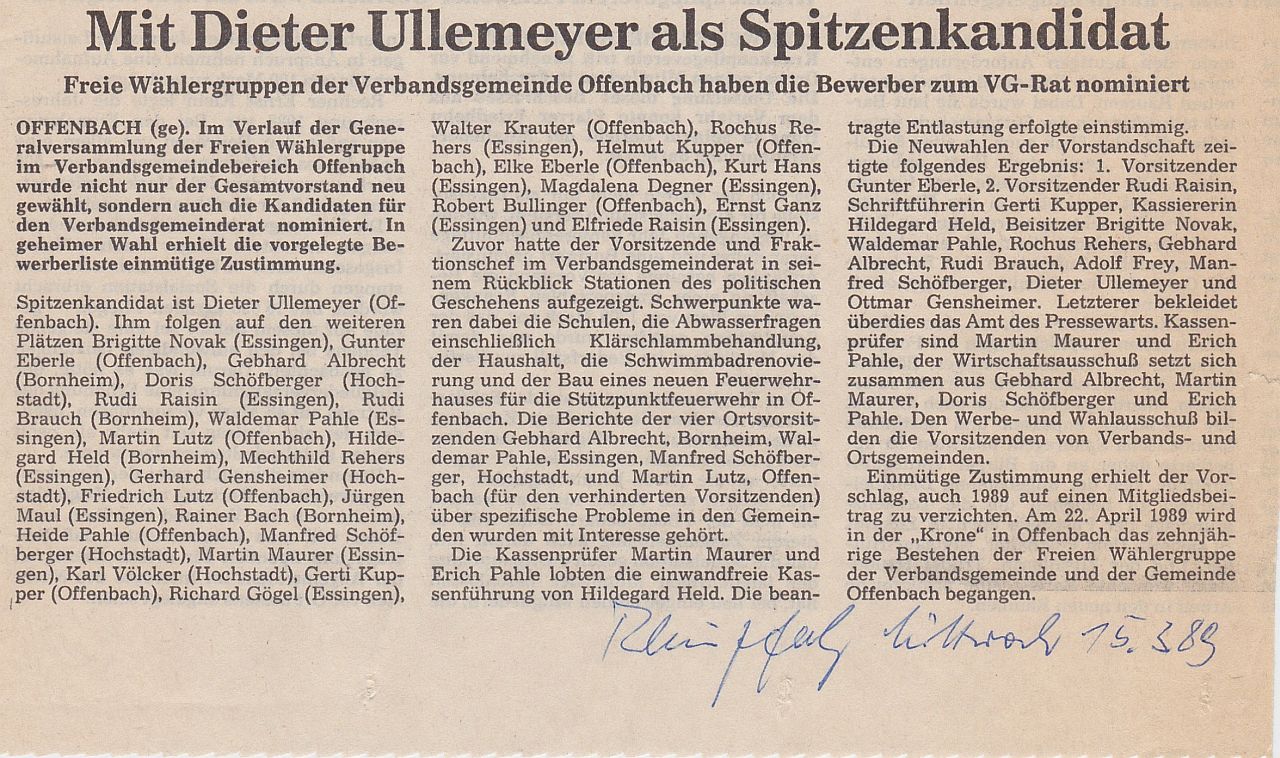 Mit Dieter Ullemeyer als Spitzenkandidat
Freie Wählergruppen der Verbandsgemeinde Offenbach haben die Bewerber zum VG-Rat nominiert
OFFENBACH (ge). Im Verlauf der Gene-
ralversammlung der Freien Wählergruppe
im Verbandsgemeindebereich Offenbach
wurde nicht nur der Gesamtvorstand neu
gewählt, sondern auch die Kandidaten für
den Verbandsgemeinderat nominiert. In
geheimer Wahl erhielt die vorgelegte Be-
werberliste einmütige Zustimmung.
Spitzenkandidat ist Dieter Ullemeyer (Of-
fenbach). Ihm folgen auf den weiteren
Plätzen Brigitte Novak (Essingen), Gunter
Eberle (Offenbach), Gebhard Albrecht
(Bornheim), Doris Schöfberger (Hoch-
stadt), Rudi Raisin (Essingen), Rudi
Brauch (Bornheim), Waldemar Pahle (Es-
singen), Martin Lutz (Offenbach), Hilde-
gard Held (Bornheim), Mechthild Rehers
(Essingen), Gerhard Gensheimer (Hoch-
stadt), Friedrich Lutz (Offenbach), Jürgen
Maul (Essingen), Rainer Bach (Bornheim),
Heide Pahle (Offenbach), Manfred Schöf-
berger (Hochstadt), Martin Maurer (Essin-
gen), Karl Völcker (Hochstadt), Gerti Kup-
per (Offenbach), Richard Gögel (Essingen),
Walter Krauter (Offenbach), Rochus Re-
hers (Essingen), Helmut Kupper (Offen-
bach), Elke Eberle (Offenbach), Kurt Hans
(Essingen), Magdalena Degner (Essingen),
Robert Bullinger (Offenbach), Ernst Ganz
(Essingen) und Elfriede Raisin (Essingen).
Zuvor hatte der Vorsitzende und Frak-
tionschef im Verbandsgemeinderat in sei-
nem Rückblick Stationen des politischen
Geschehens aufgezeigt. Schwerpunkte wa-
ren dabei die Schulen, die Abwasserfragen
einschließlich Klärschlammbehandlung,
der Haushalt, die Schwimmbadrenovie-
rung und der Bau eines neuen Feuerwehr-
hauses für die Stützpunktfeuerwehr in Of-
fenbach. Die Berichte der vier Ortsvorsit-
zenden Gebhard Albrecht, Bornheim, Wal-
demar Pahle, Essingen, Manfred Schöfber-
ger, Hochstadt, und Martin Lutz, Offen-
bach (für den verhinderten Vorsitzenden)
über spezifische Probleme in den Gemein-
den wurden mit Interesse gehört.
Die Kassenprüfer Martin Maurer und
Erich Pahle lobten die einwandfreie Kas-
senführung von Hildegard Held. Die bean-
tragte Entlastung erfolgte einstimmig.
Die Neuwahlen der Vorstandschaft zei-
tigte folgendes Ergebnis: 1. Vorsitzender
Gunter Eberle, 2. Vorsitzender Rudi Raisin,
Schriftführerin Gerti Kupper, Kassiererin
Hildegard Held, Beisitzer Brigitte Novak,
Waldemar Pahle, Rochus Rehers, Gebhard
Albrecht, Rudi Brauch, Adolf Frey, Man-
fred Schöfberger, Dieter Ullemeyer und
Ottmar Gensheimer. Letzterer bekleidet
überdies das Amt des Pressewarts. Kassen-
prüfer sind Martin Maurer und Erich
Pahle, der Wirtschaftsausschuß setzt sich
zusammen aus Gebhard Albrecht, Martin
Maurer, Doris Schöfberger und Erich
Pahle. Den Werbe- und Wahlausschuß bil-
den die Vorsitzenden von Verbands- und
Ortsgemeinden.
Einmütige Zustimmung erhielt der Vor-
schlag, auch 1989 auf einen Mitgliedsbei-
trag zu verzichten. Am 22. April 1989 wird
in der „Krone“ in Offenbach das zehnjäh-
rige Bestehen der Freien Wählergruppe
der Verbandsgemeinde und der Gemeinde
Offenbach begangen.
Rheinpfalz Mittwoch 15.3.89